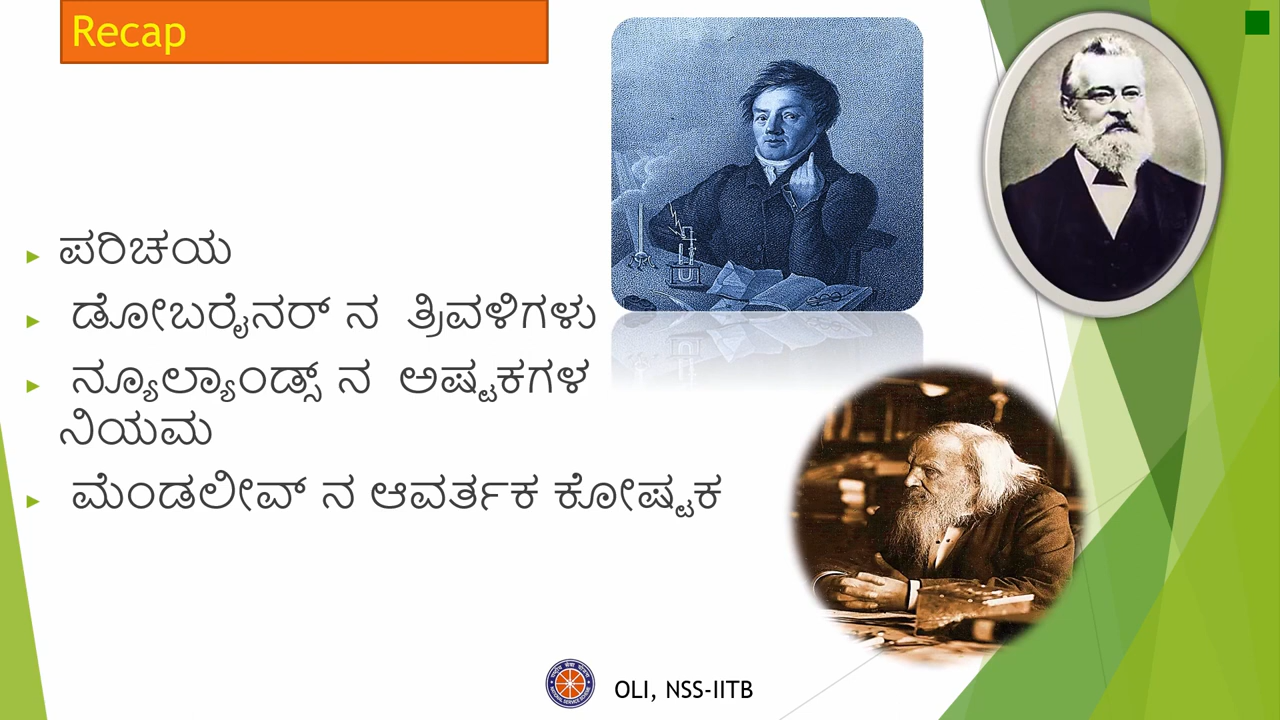 Recap
ಪರಿಚಯ
ಡೋಬರೈನರ್ ನ ತ್ರಿವಳಿಗಳು
ನ್ಯೂಲ್ಯಾಂಡ್ಸ್ ನ ಅಷ್ಟಕಗಳ
ನಿಯಮ
ಮೆಂಡಲೀವ್ ನ ಆವರ್ತಕ ಕೋಷ್ಟಕ
OLI, NSS-IITB